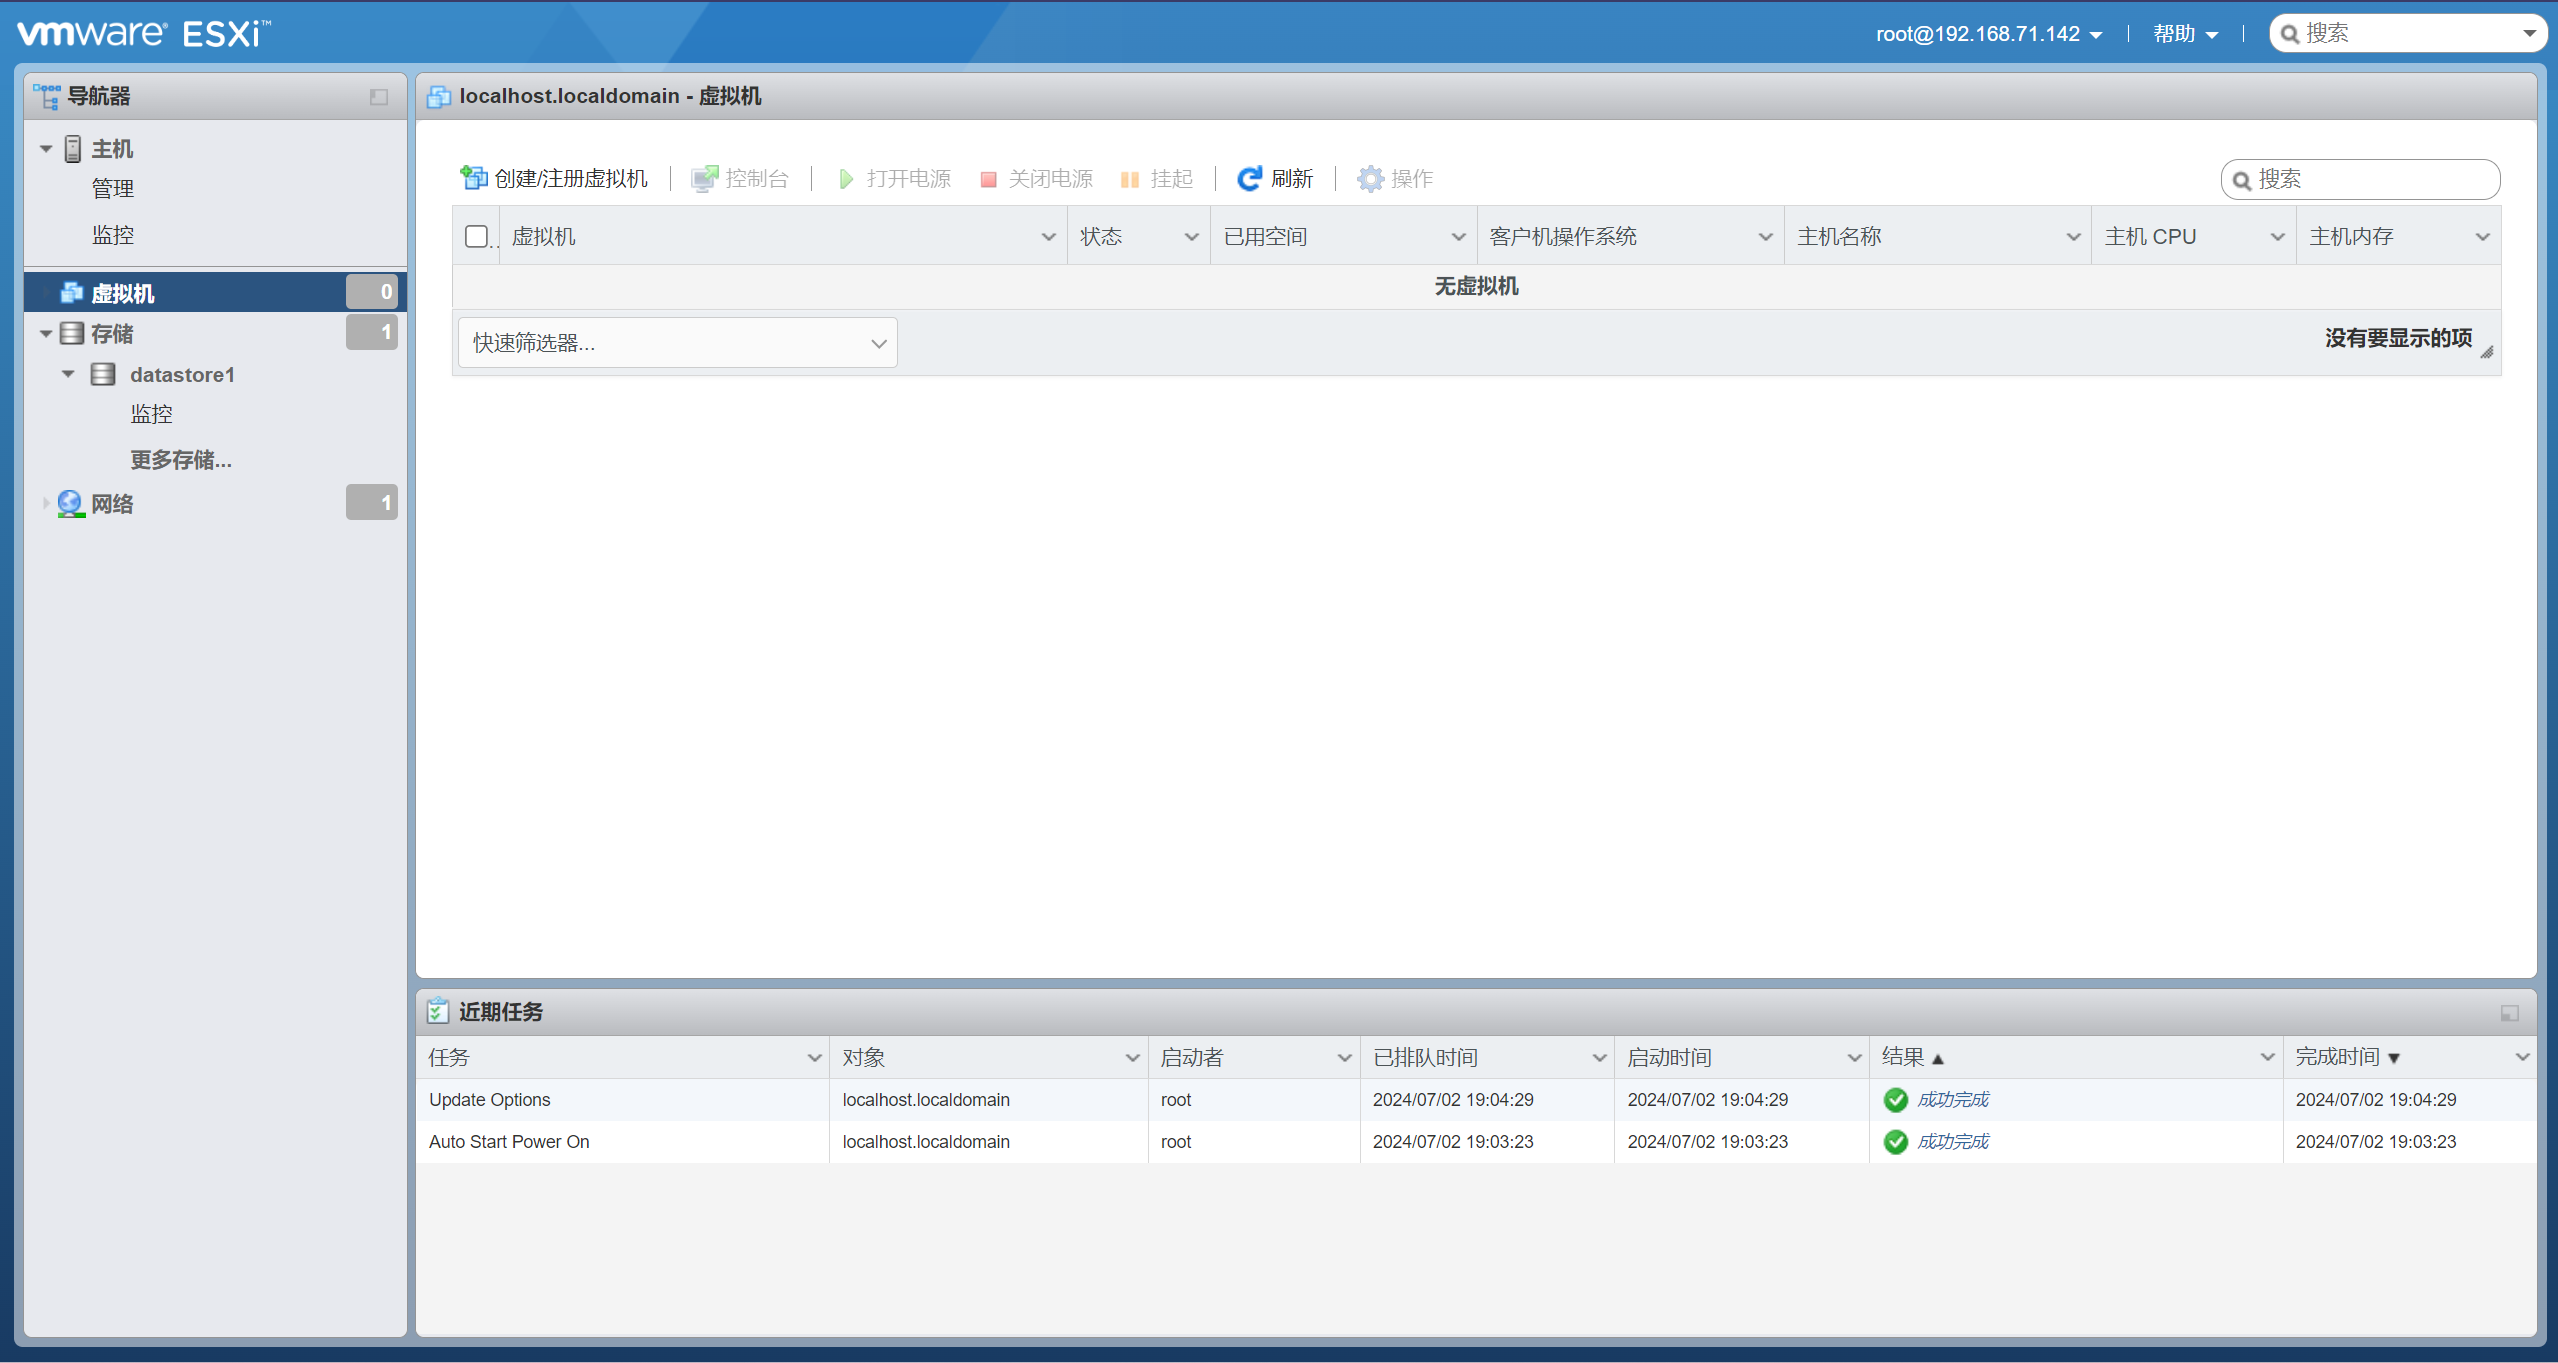 vmware® ESXi™
root@192.168.71.142 帮助 搜索
导航器
主机
管理
监控
虚拟机 0
存储 1
datastore1
监控
更多存储...
网络 1
localhost.localdomain - 虚拟机
创建/注册虚拟机 控制台 打开电源 关闭电源 挂起 刷新 操作 搜索
虚拟机 状态 已用空间 客户机操作系统 主机名称 主机 CPU 主机内存
无虚拟机
快速筛选器... 没有要显示的项
近期任务
任务 对象 启动者 已排队时间 启动时间 结果▲ 完成时间▼
Update Options localhost.localdomain root 2024/07/02 19:04:29 2024/07/02 19:04:29 成功完成 2024/07/02 19:04:29
Auto Start Power On localhost.localdomain root 2024/07/02 19:03:23 2024/07/02 19:03:23 成功完成 2024/07/02 19:03:23